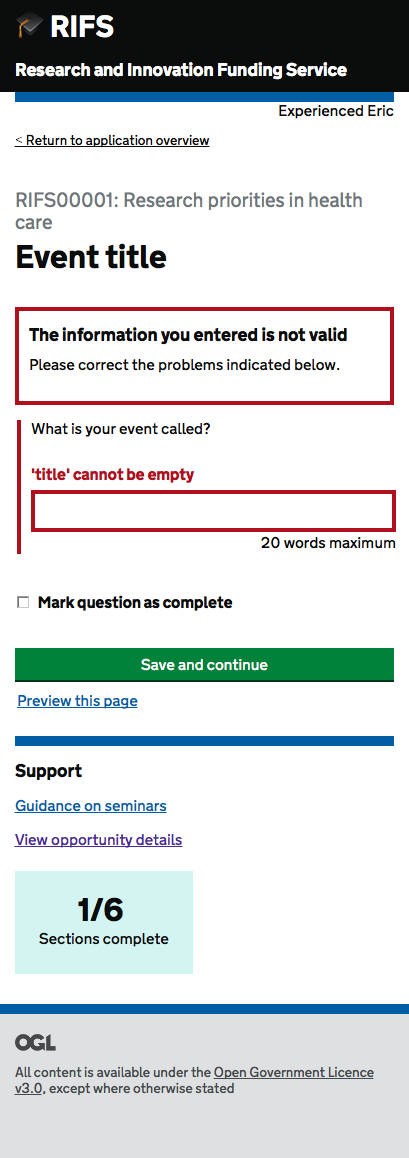 RIFS
Research and Innovation Funding Service
Experienced Eric
< Return to application overview
RIFS00001: Research priorities in health
care
Event title
The information you entered is not valid
Please correct the problems indicated below.
What is your event called?
'title' cannot be empty
20 words maximum
Mark question as complete
Save and continue
Preview this page
Support
Guidance on seminars
View opportunity details
1/6
Sections complete
OGL
All content is available under the Open Government Licence
v3.0, except where otherwise stated